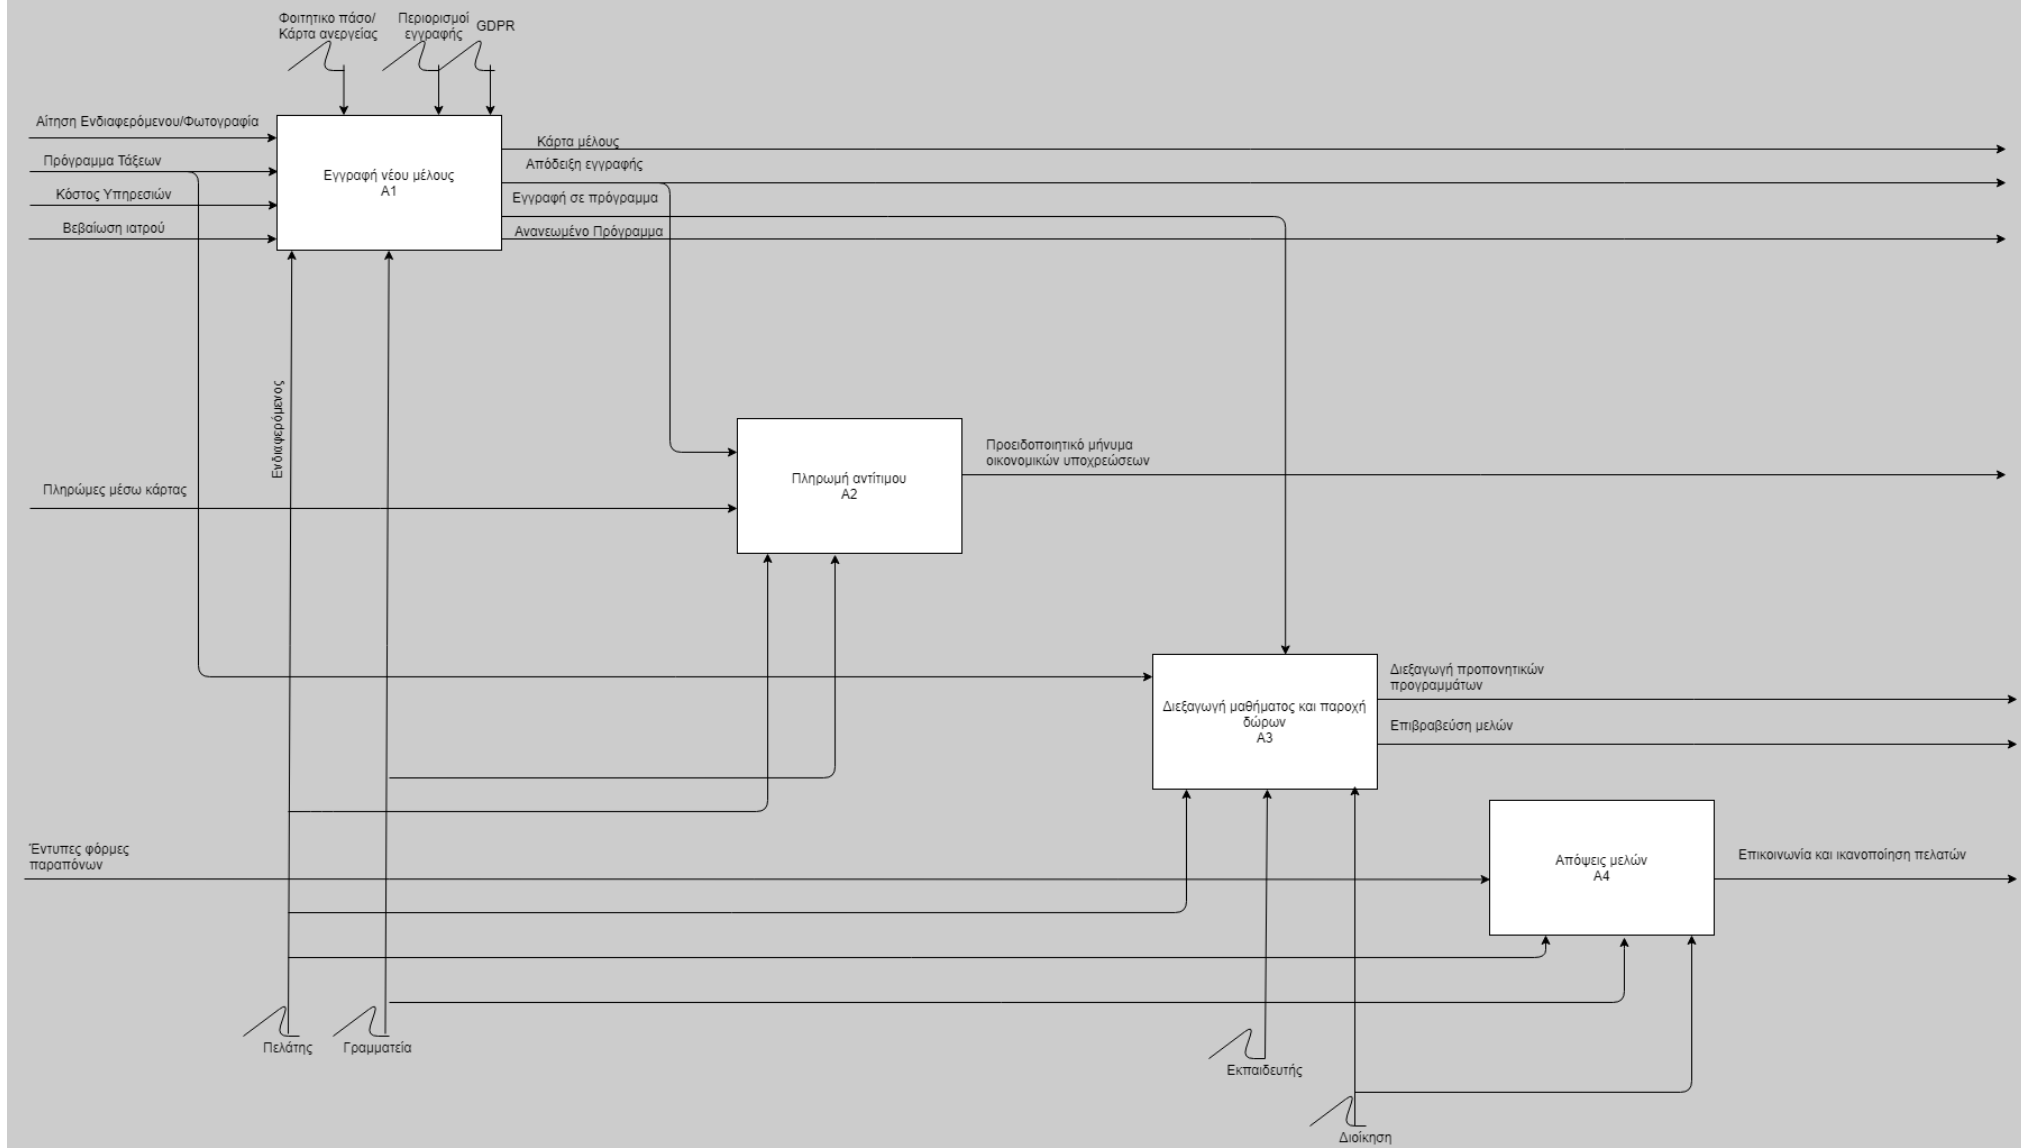 Φοιτητικο πάσο/
Κάρτα ανεργείας
Περιορισμοί
εγγραφής
GDPR
Αίτηση Ενδιαφερόμενου/Φωτογραφία
Πρόγραμμα Τάξεων
Κόστος Υπηρεσιών
Βεβαίωση ιατρού
Εγγραφή νέου μέλους
A1
Κάρτα μέλους
Απόδειξη εγγραφής
Εγγραφή σε πρόγραμμα
Ανανεωμένο Πρόγραμμα
Ενδιαφερόμενος
Πληρώμες μέσω κάρτας
Πληρωμή αντίτιμου
A2
Προειδοποιητικό μήνυμα
οικονομικών υποχρεώσεων
Διεξαγωγή μαθήματος και παροχή
δώρων
A3
Διεξαγωγή προπονητικών
προγραμμάτων
Επιβραβεύση μελών
Έντυπες φόρμες
παραπόνων
Απόψεις μελών
A4
Επικοινωνία και ικανοποίηση πελατών
Πελάτης
Γραμματεία
Εκπαιδευτής
Διοίκηση